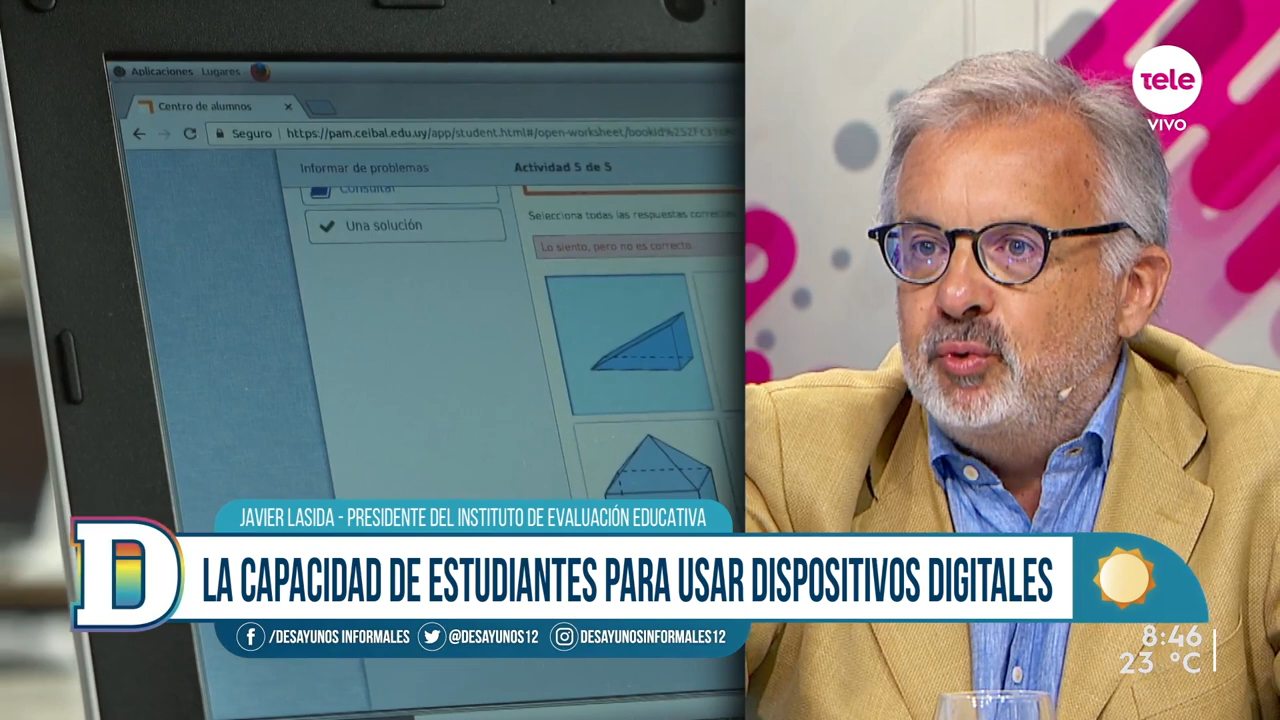 Aplicaciones Lugares
Centro de alumnos
Seguro https://pam.ceibal.edu.uy/app/student.html#/open-worksheet/bookId%252Fc
Informar de problemas
Actividad 5 de 5
Consultar
Una solución
Selecciona todas las respuestas correctas
Lo siento, pero no es correcto.
tele
VIVO
JAVIER LASIDA - PRESIDENTE DEL INSTITUTO DE EVALUACIÓN EDUCATIVA
D
LA CAPACIDAD DE ESTUDIANTES PARA USAR DISPOSITIVOS DIGITALES
/DESAYUNOS INFORMALES @DESAYUNOS12 DESAYUNOSINFORMALES12
8:46
23 °C